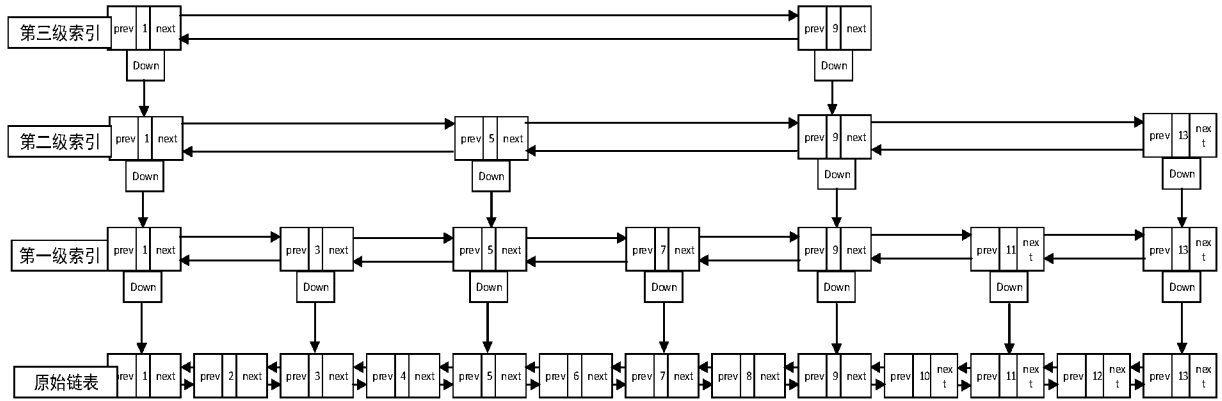 第三级索引 prev 1 next prev 9 next
Down Down
第二级索引 prev 1 next prev 5 next prev 9 next prev 13 nex
t
Down Down Down Down
第一级索引 prev 1 next prev 3 next prev 5 next prev 7 next prev 9 next prev 11 nex prev 13 nex
t t
Down Down Down Down Down Down Down
原始链表 prev 1 next prev 2 next prev 3 next prev 4 next prev 5 next prev 6 next prev 7 next prev 8 next prev 9 next prev 10 nex prev 11 nex prev 12 nex prev 13 nex
t t t t